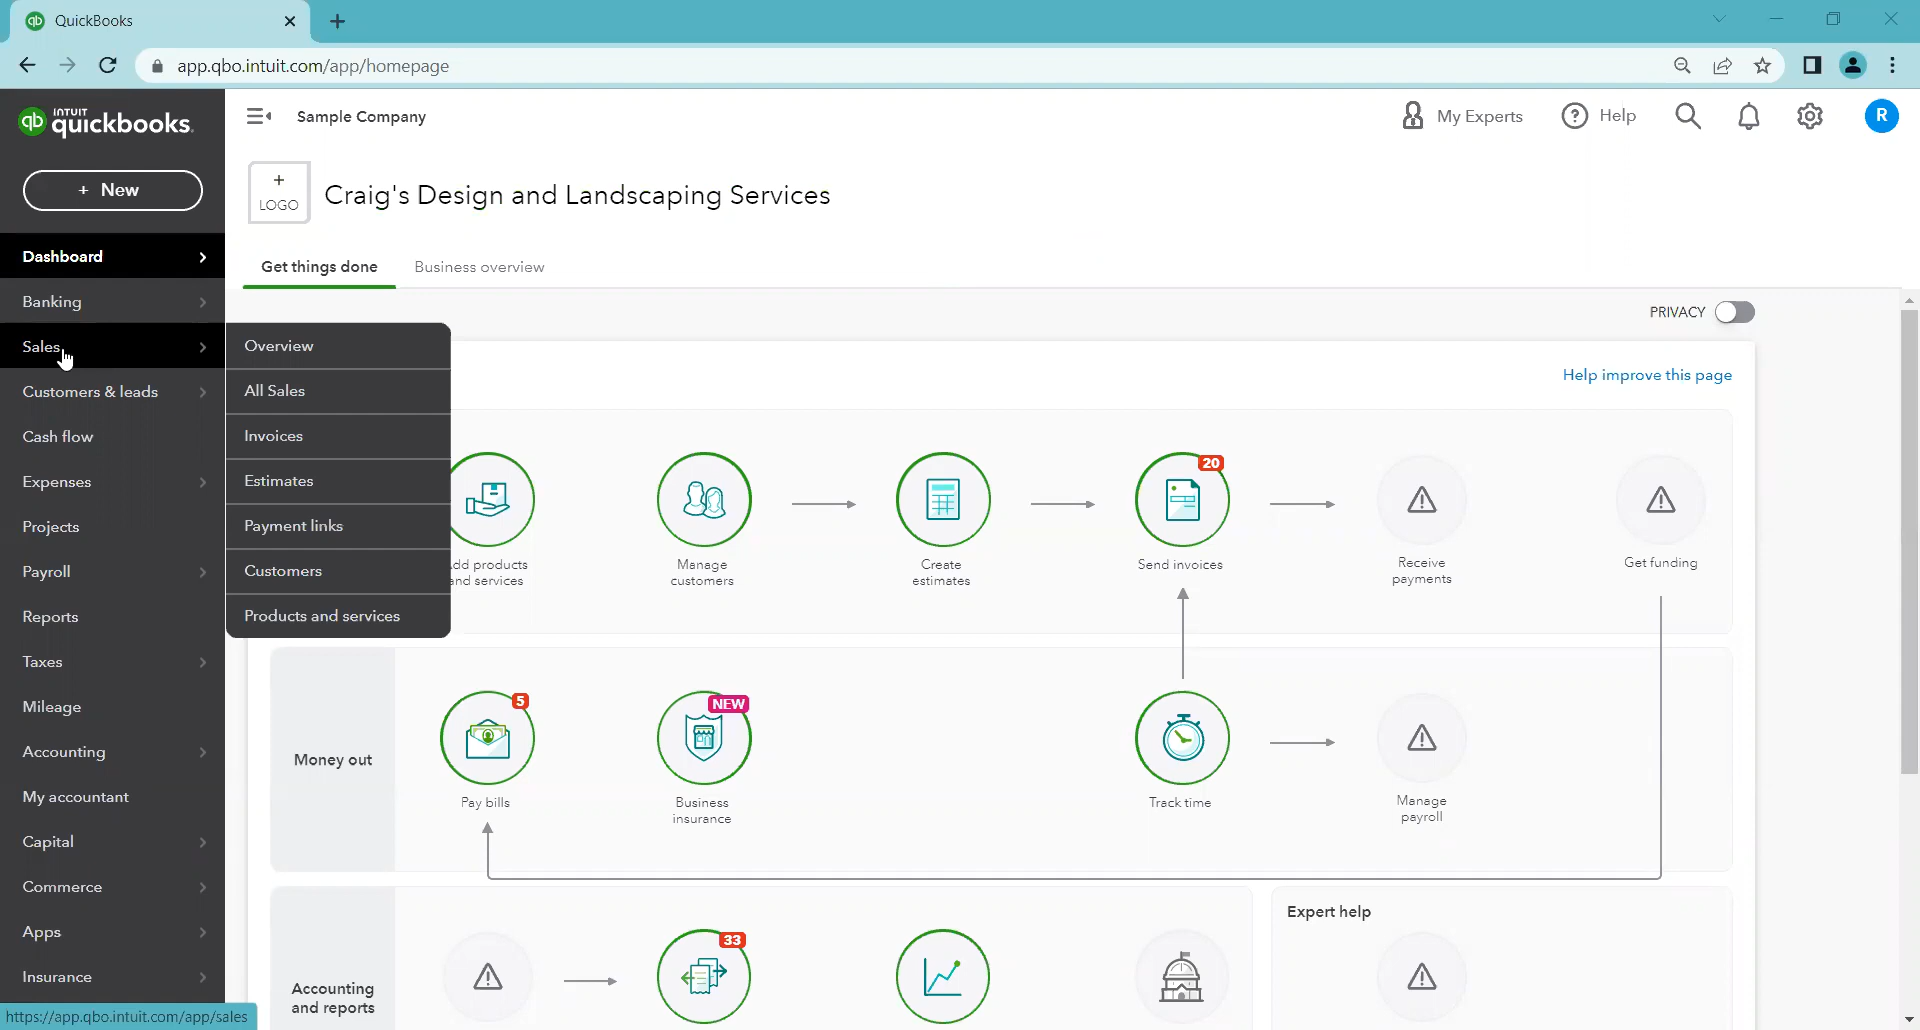 QuickBooks
app.qbo.intuit.com/app/homepage
qb INTUIT quickbooks.
Sample Company
My Experts
Help
R
+ New
+ LOGO
Craig's Design and Landscaping Services
Get things done
Business overview
PRIVACY
Help improve this page
Dashboard
Banking
Sales
Customers & leads
Cash flow
Expenses
Projects
Payroll
Reports
Taxes
Mileage
Accounting
My accountant
Capital
Commerce
Apps
Insurance
https://app.qbo.intuit.com/app/sales
Overview
All Sales
Invoices
Estimates
Payment links
Customers
Products and services
dd products
and services
Manage
customers
Create
estimates
20
Send invoices
Receive
payments
Get funding
Money out
5
Pay bills
NEW
Business
insurance
Track time
Manage
payroll
Accounting
and reports
33
Expert help